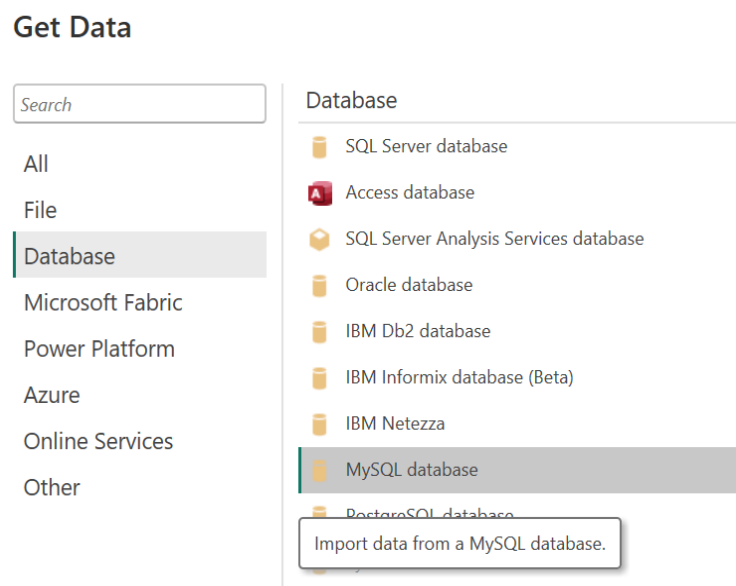 Get Data
Search
All
File
Database
Microsoft Fabric
Power Platform
Azure
Online Services
Other
Database
SQL Server database
A
Access database
SQL Server Analysis Services database
Oracle database
IBM Db2 database
IBM Informix database (Beta)
IBM Netezza
MySQL database
PostgreSQL database
Import data from a MySQL database.